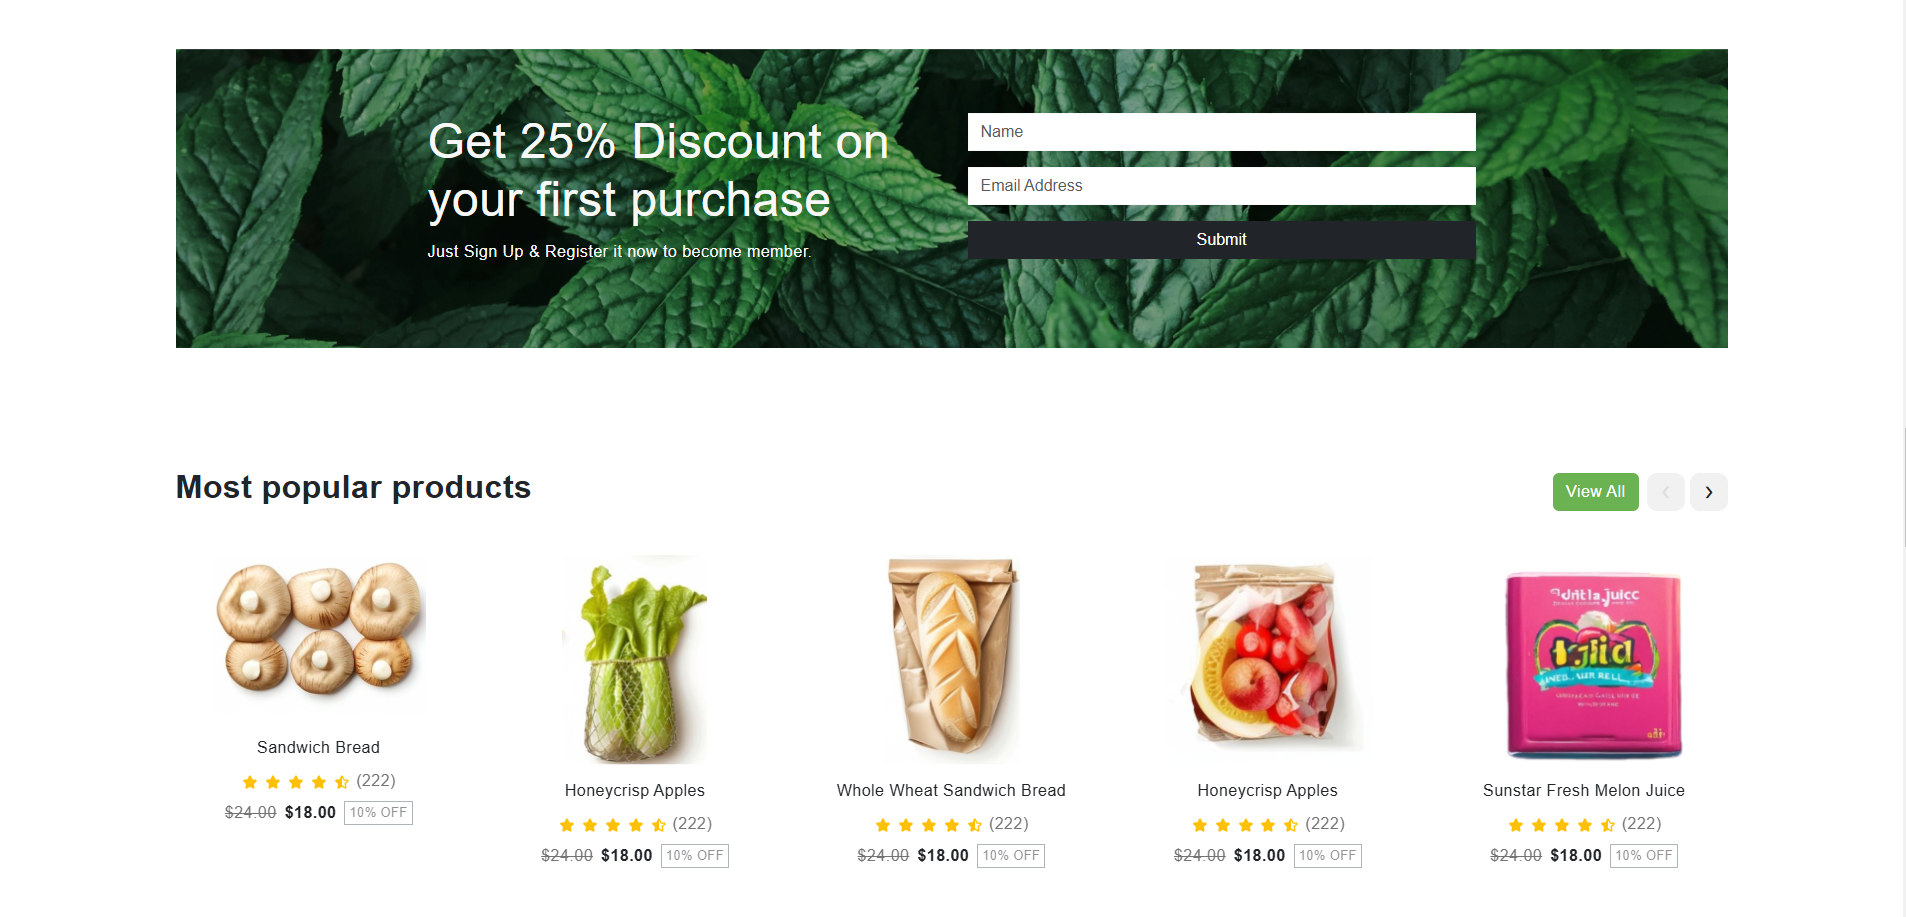 Get 25% Discount on
your first purchase
Just Sign Up & Register it now to become member.
Name
Email Address
Submit
Most popular products
View All
Sandwich Bread
(222)
$24.00 $18.00 10% OFF
Honeycrisp Apples
(222)
$24.00 $18.00 10% OFF
Whole Wheat Sandwich Bread
(222)
$24.00 $18.00 10% OFF
Honeycrisp Apples
(222)
$24.00 $18.00 10% OFF
Sunstar Fresh Melon Juice
(222)
$24.00 $18.00 10% OFF